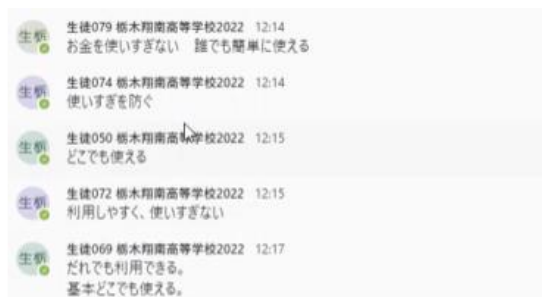 生栃
生徒079 栃木翔南高等学校2022 12:14
お金を使いすぎない 誰でも簡単に使える
生栃
生徒074 栃木翔南高等学校2022 12:14
使いすぎを防ぐ
生栃
生徒050 栃木翔南高等学校2022 12:15
どこでも使える
生栃
生徒072 栃木翔南高等学校2022 12:15
利用しやすく、使いすぎない
生栃
生徒069 栃木翔南高等学校2022 12:17
だれでも利用できる。
基本どこでも使える。